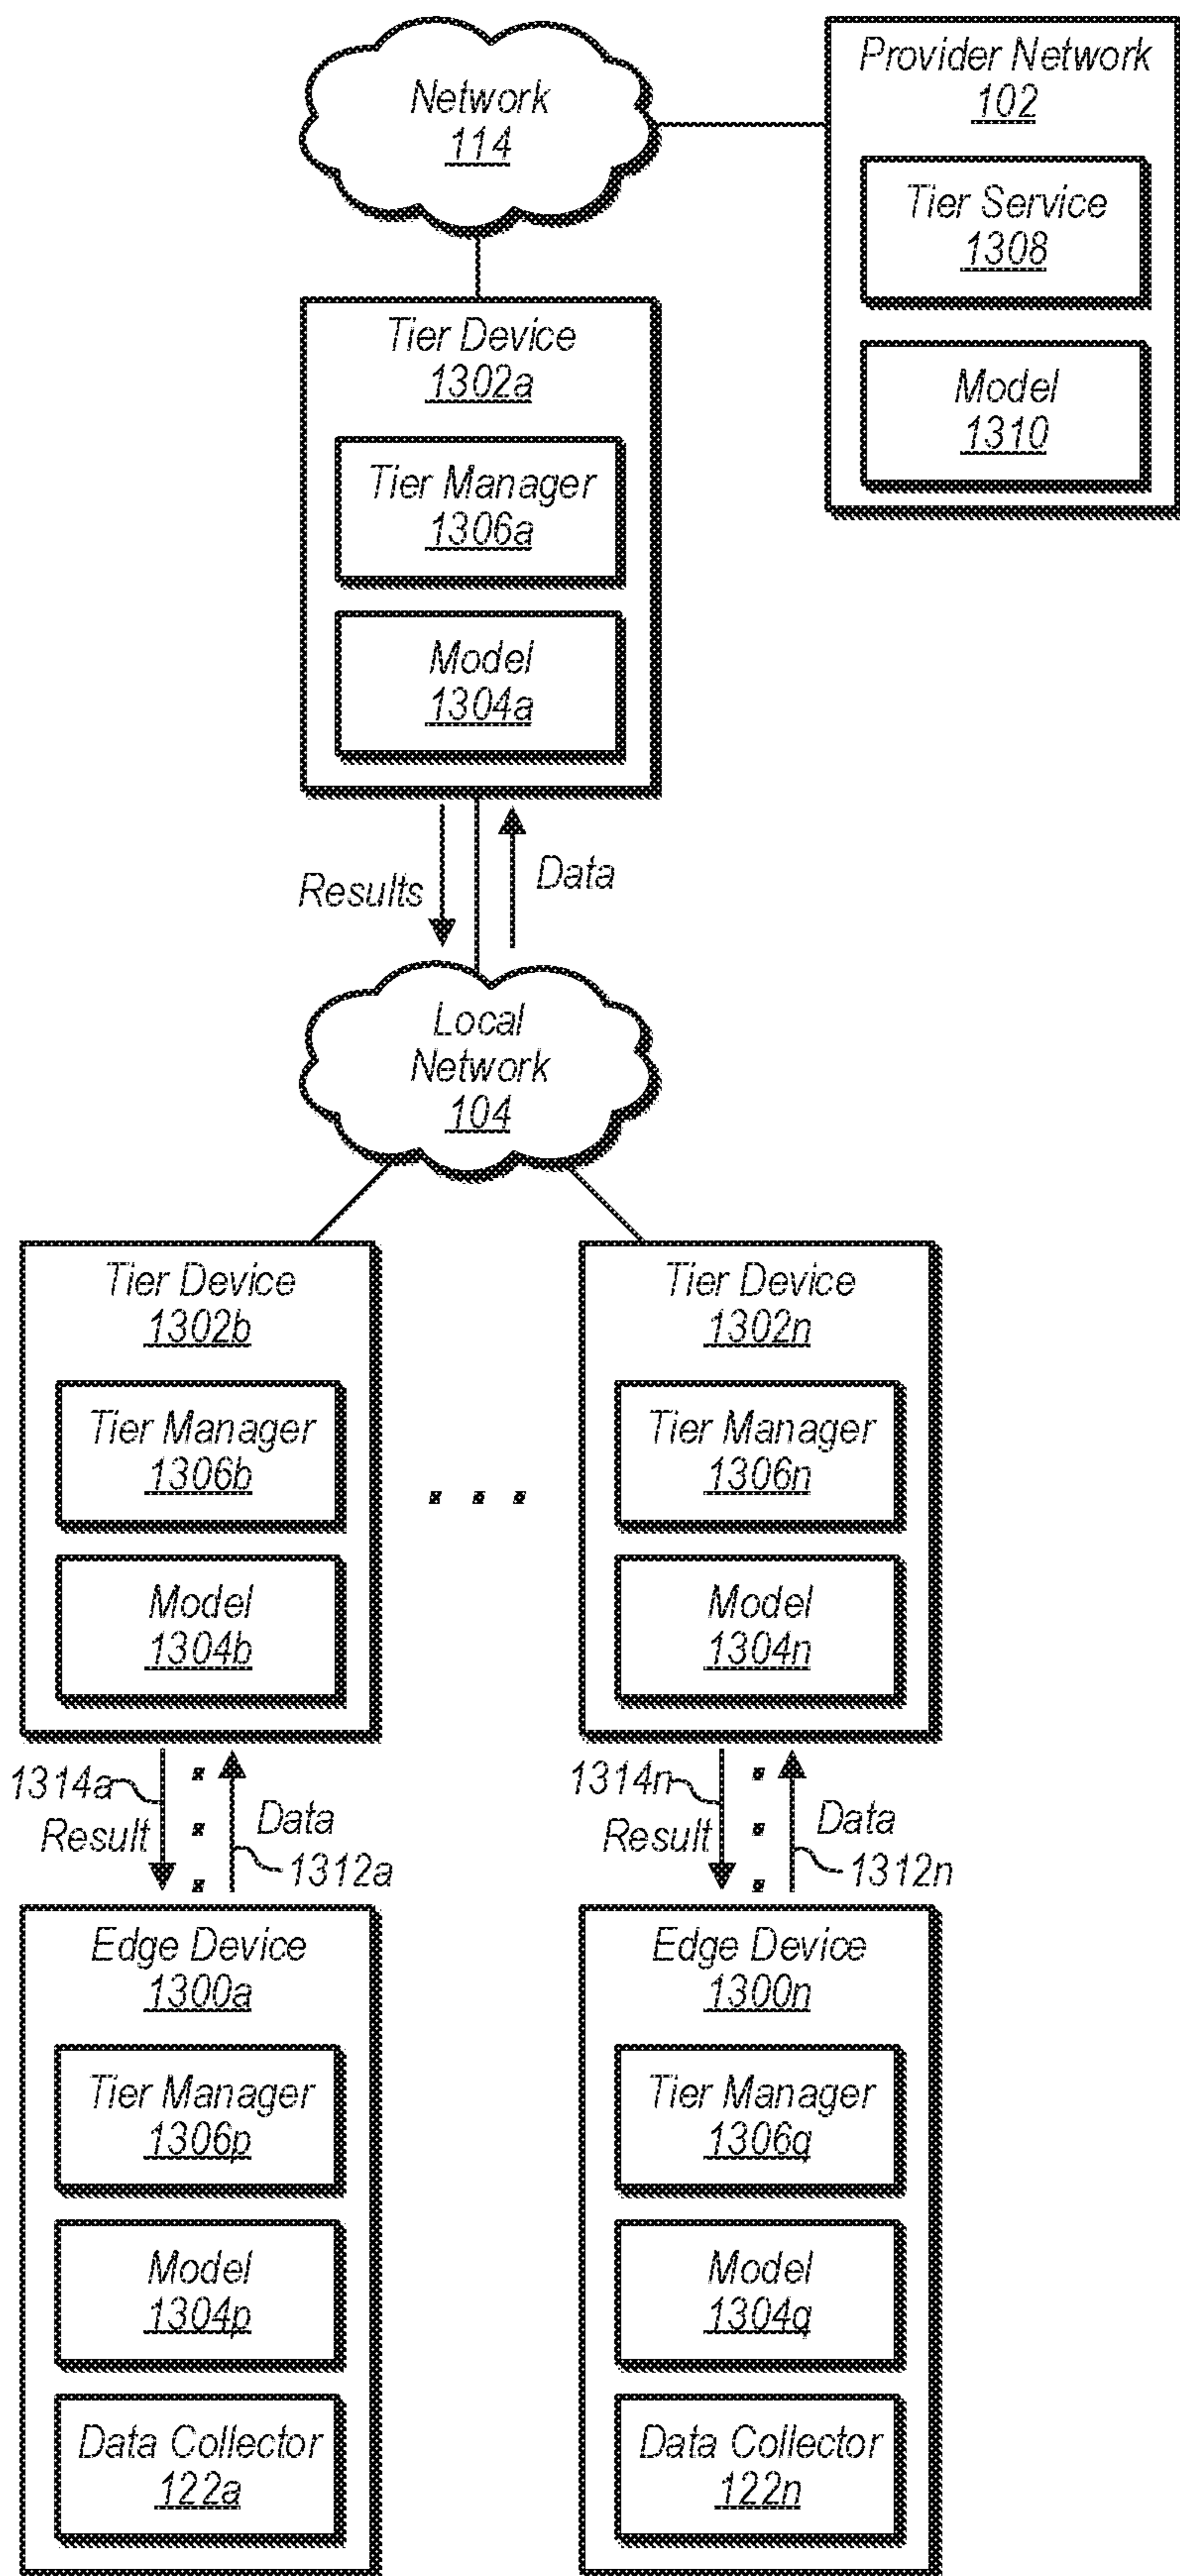 Network
114
Provider Network
102
Tier Service
1308
Model
1310
Tier Device
1302a
Tier Manager
1306a
Model
1304a
Results
Data
Local
Network
104
Tier Device
1302b
Tier Manager
1306b
Model
1304b
Tier Device
1302n
Tier Manager
1306n
Model
1304n
1314a
Result
Data
1312a
1314n
Result
Data
1312n
Edge Device
1300a
Tier Manager
1306p
Model
1304p
Data Collector
122a
Edge Device
1300n
Tier Manager
1306q
Model
1304q
Data Collector
122n